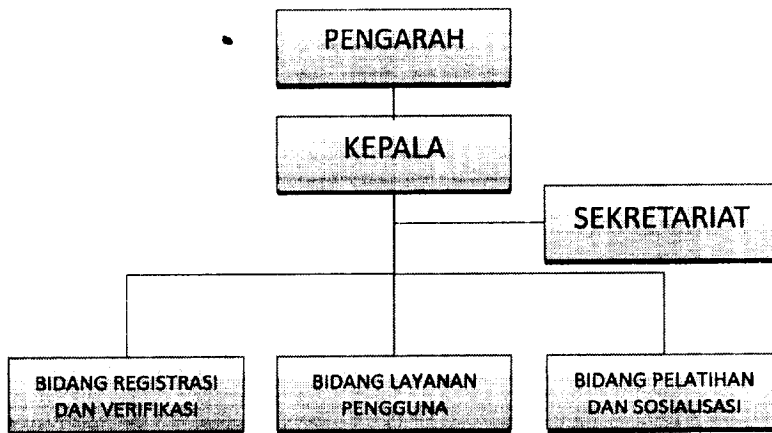 PENGARAH
KEPALA
SEKRETARIAT
BIDANG REGISTRASI
DAN VERIFIKASI
BIDANG LAYANAN
PENGGUNA
BIDANG PELATIHAN
DAN SOSIALISASI